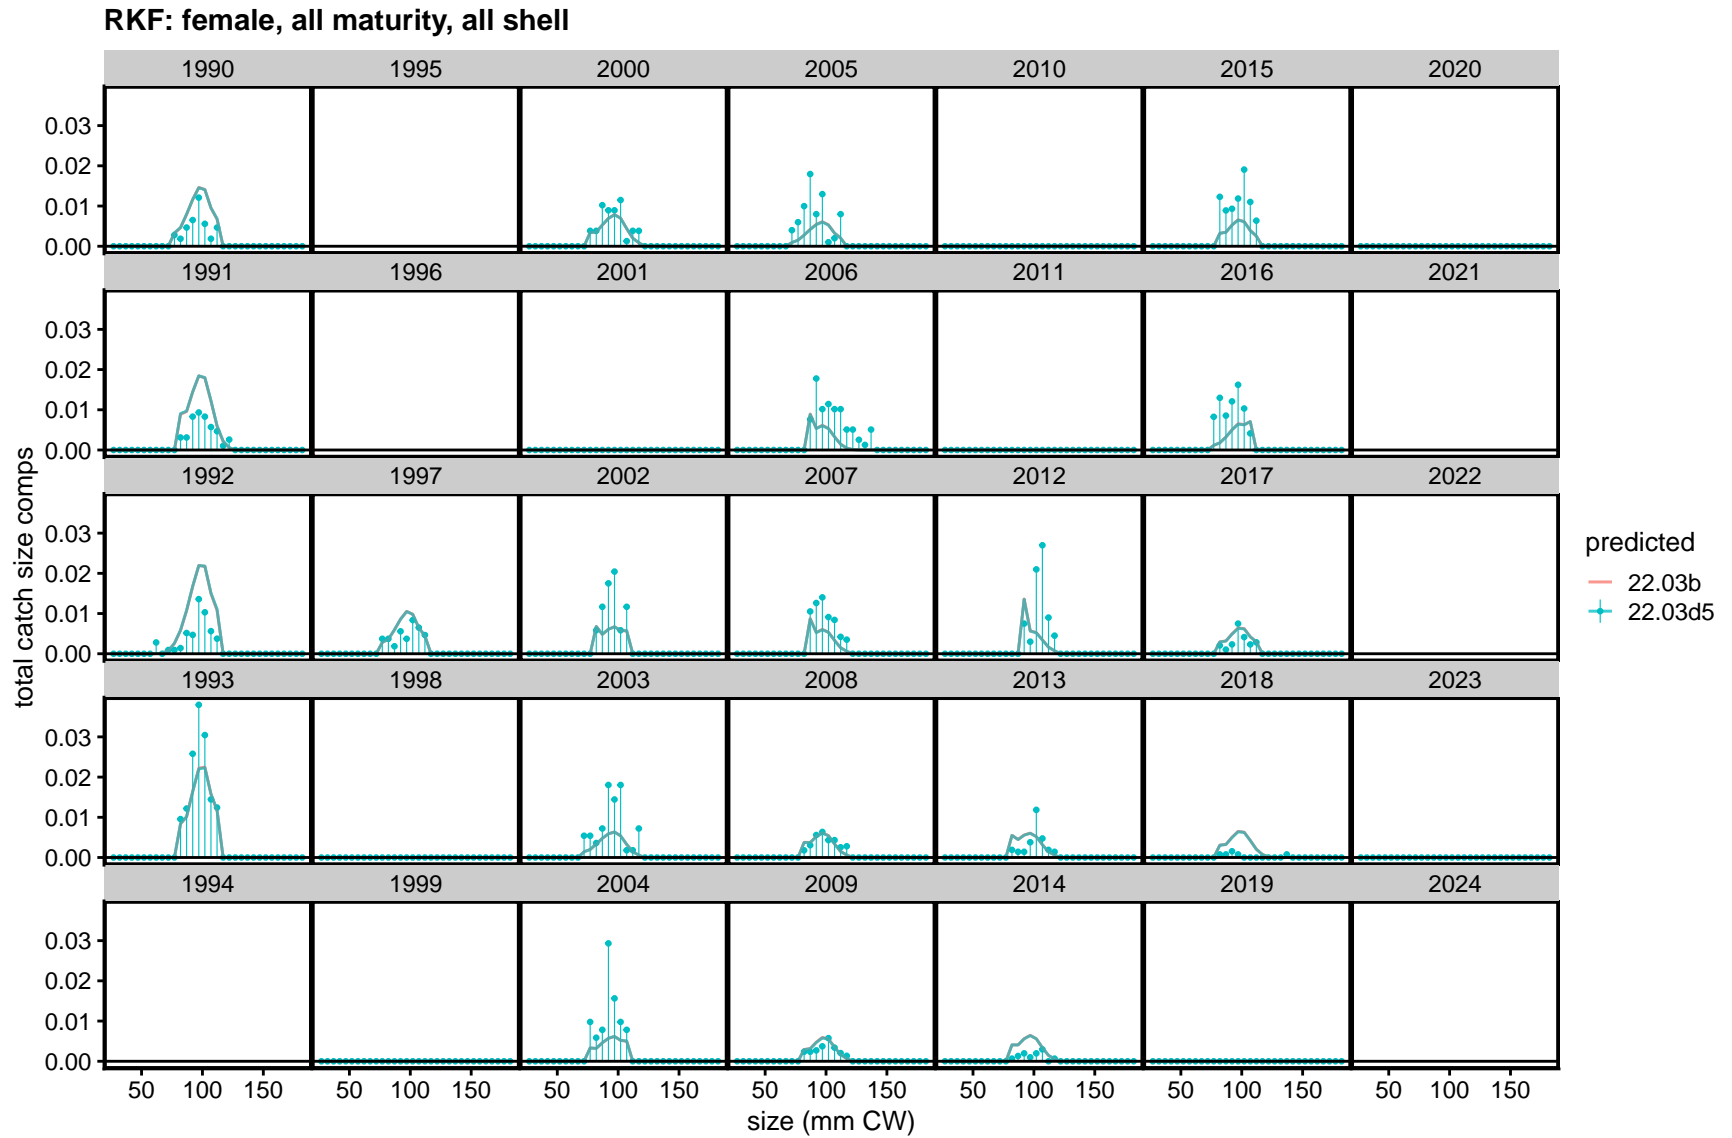 RKF: female, all maturity, all shell
1990 1995 2000 2005 2010 2015 2020
0.03
0.02
0.01
0.00
1991 1996 2001 2006 2011 2016 2021
0.03
0.02
0.01
0.00
1992 1997 2002 2007 2012 2017 2022
0.03
0.02
0.01
0.00
1993 1998 2003 2008 2013 2018 2023
0.03
0.02
0.01
0.00
1994 1999 2004 2009 2014 2019 2024
0.03
0.02
0.01
0.00
50 100 150 50 100 150 50 100 150 50 100 150 50 100 150 50 100 150 50 100 150
size (mm CW)
total catch size comps
predicted
22.03b
22.03d5